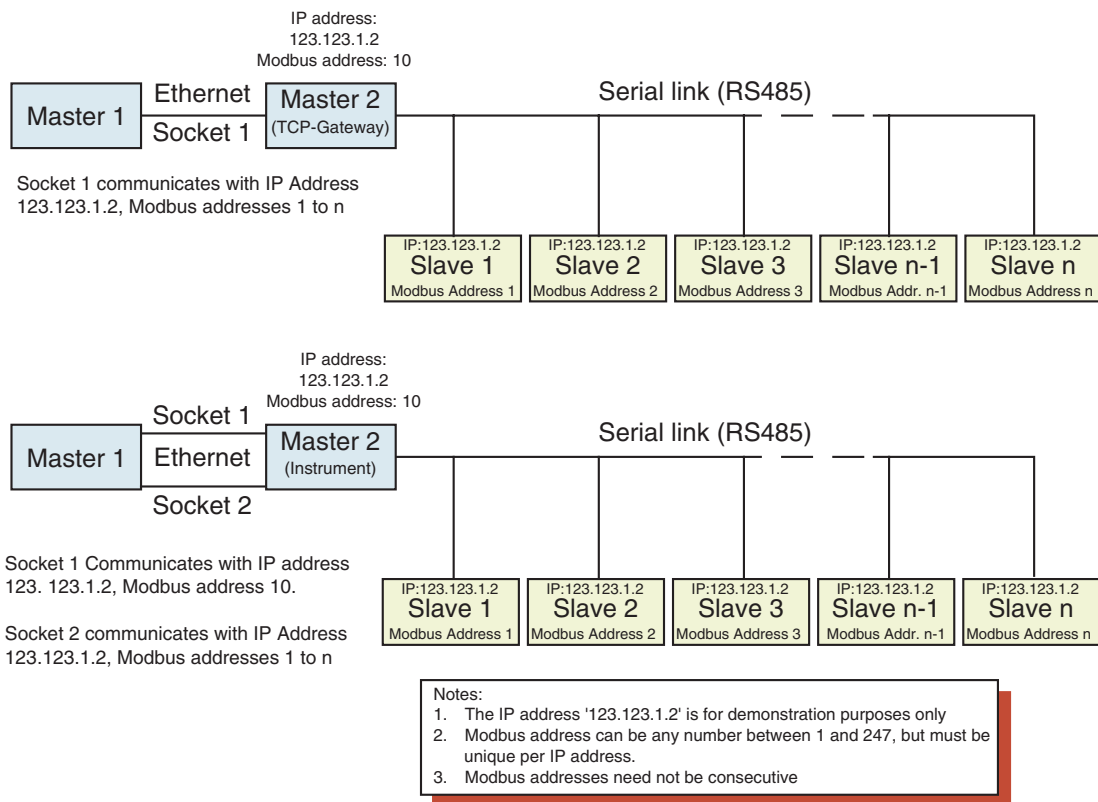 IP address:
123.123.1.2
Modbus address: 10
Master 1
Ethernet
Socket 1
Master 2
(TCP-Gateway)
Serial link (RS485)
Socket 1 communicates with IP Address
123.123.1.2, Modbus addresses 1 to n
IP:123.123.1.2
Slave 1
Modbus Address 1
IP:123.123.1.2
Slave 2
Modbus Address 2
IP:123.123.1.2
Slave 3
Modbus Address 3
IP:123.123.1.2
Slave n-1
Modbus Addr. n-1
IP:123.123.1.2
Slave n
Modbus Address n
IP address:
123.123.1.2
Modbus address: 10
Master 1
Socket 1
Ethernet
Socket 2
Master 2
(Instrument)
Serial link (RS485)
Socket 1 Communicates with IP address
123. 123.1.2, Modbus address 10.
Socket 2 communicates with IP Address
123.123.1.2, Modbus addresses 1 to n
IP:123.123.1.2
Slave 1
Modbus Address 1
IP:123.123.1.2
Slave 2
Modbus Address 2
IP:123.123.1.2
Slave 3
Modbus Address 3
IP:123.123.1.2
Slave n-1
Modbus Addr. n-1
IP:123.123.1.2
Slave n
Modbus Address n
Notes:
1. The IP address '123.123.1.2' is for demonstration purposes only
2. Modbus address can be any number between 1 and 247, but must be
unique per IP address.
3. Modbus addresses need not be consecutive